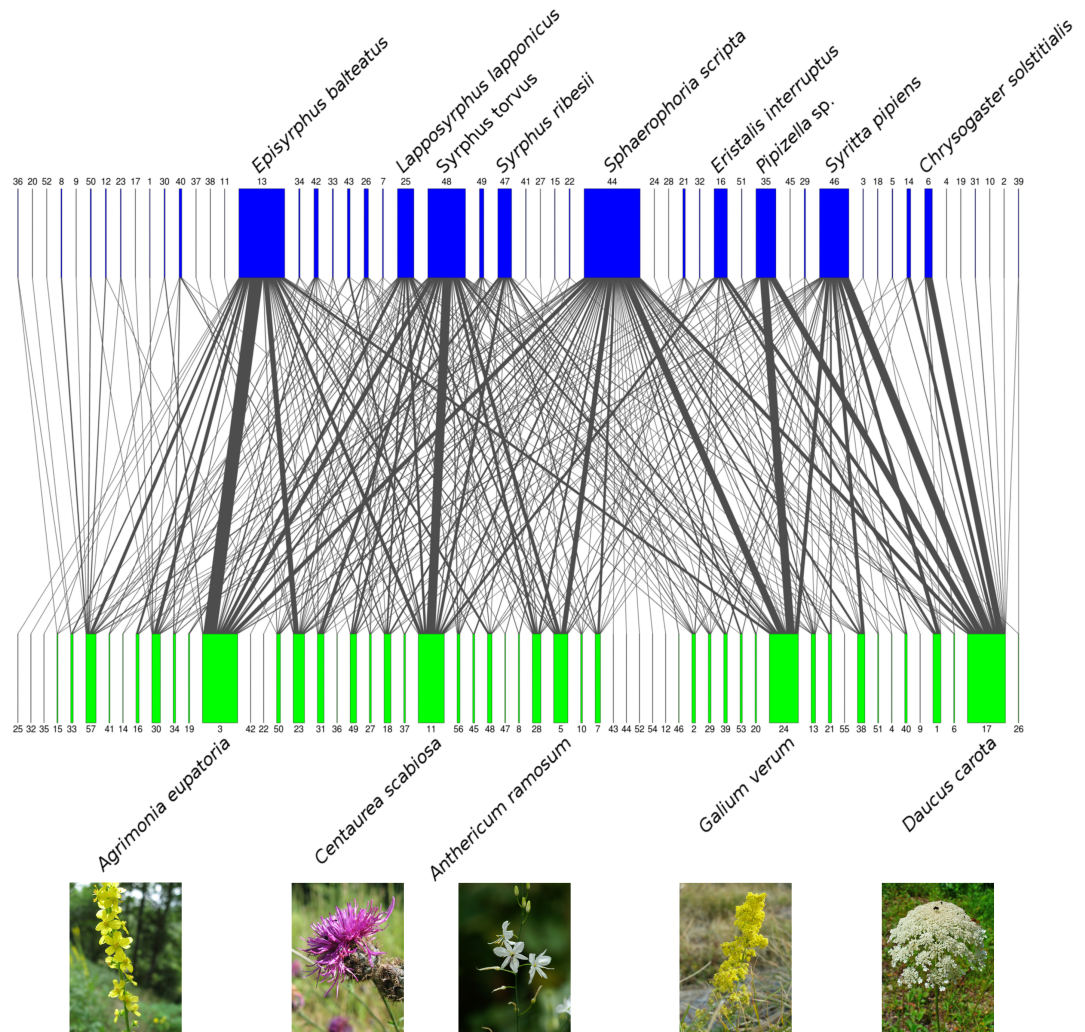 Episyrphus balteatus
Lapposyrphus lapponicus
Syrphus torvus
Syrphus ribesii
Sphaerophoria scripta
Eristalis interruptus
Pipizella sp.
Syritta pipiens
Chrysogaster solstitialis
36 20 52 8 9 50 12 23 17 1 30 40 37 38 11 13 34 42 33 43 26 7 25 48 49 47 41 27 15 22 44 24 28 21 32 16 51 35 45 29 46 3 18 5 14 6 4 19 31 10 2 39
25 32 35 15 33 57 41 14 16 30 34 19 3 42 22 50 23 31 36 49 27 18 37 11 56 45 48 47 8 28 5 10 7 43 44 52 54 12 46 2 29 39 53 20 24 13 21 55 38 51 4 40 9 1 6 17 26
Agrimonia eupatoria
Centaurea scabiosa
Anthericum ramosum
Galium verum
Daucus carota